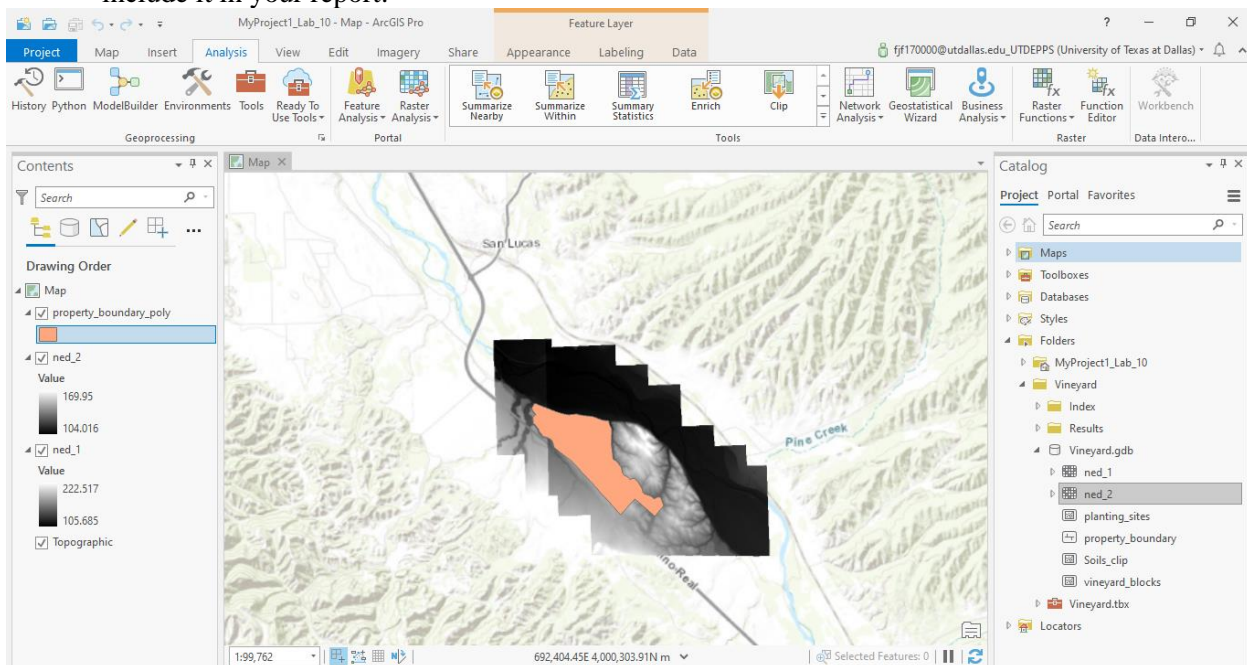 include it in your report.
MyProject1_Lab_10 - Map - ArcGIS Pro
Feature Layer
?
Project Map Insert Analysis View Edit Imagery Share Appearance Labeling Data
fjf170000@utdallas.edu_UTDEPPS (University of Texas at Dallas)
History Python ModelBuilder Environments Tools Ready To Use Tools
Feature Analysis Raster Analysis
Summarize Nearby Summarize Within Summary Statistics Enrich Clip
Network Analysis Geostatistical Wizard Business Analysis
Raster Functions Function Editor Workbench
Geoprocessing Portal Tools Raster Data Intero...
Contents
Search
Drawing Order
Map
property_boundary_poly
ned_2
Value
169.95
104.016
ned_1
Value
222.517
105.685
Topographic
Map
San Lucas
Pine Creek
ino-Real
1:99,762
692,404.45E 4,000,303.91N m
Selected Features: 0
Catalog
Project Portal Favorites
Search
Maps
Toolboxes
Databases
Styles
Folders
MyProject1_Lab_10
Vineyard
Index
Results
Vineyard.gdb
ned_1
ned_2
planting_sites
property_boundary
Soils_clip
vineyard_blocks
Vineyard.tbx
Locators